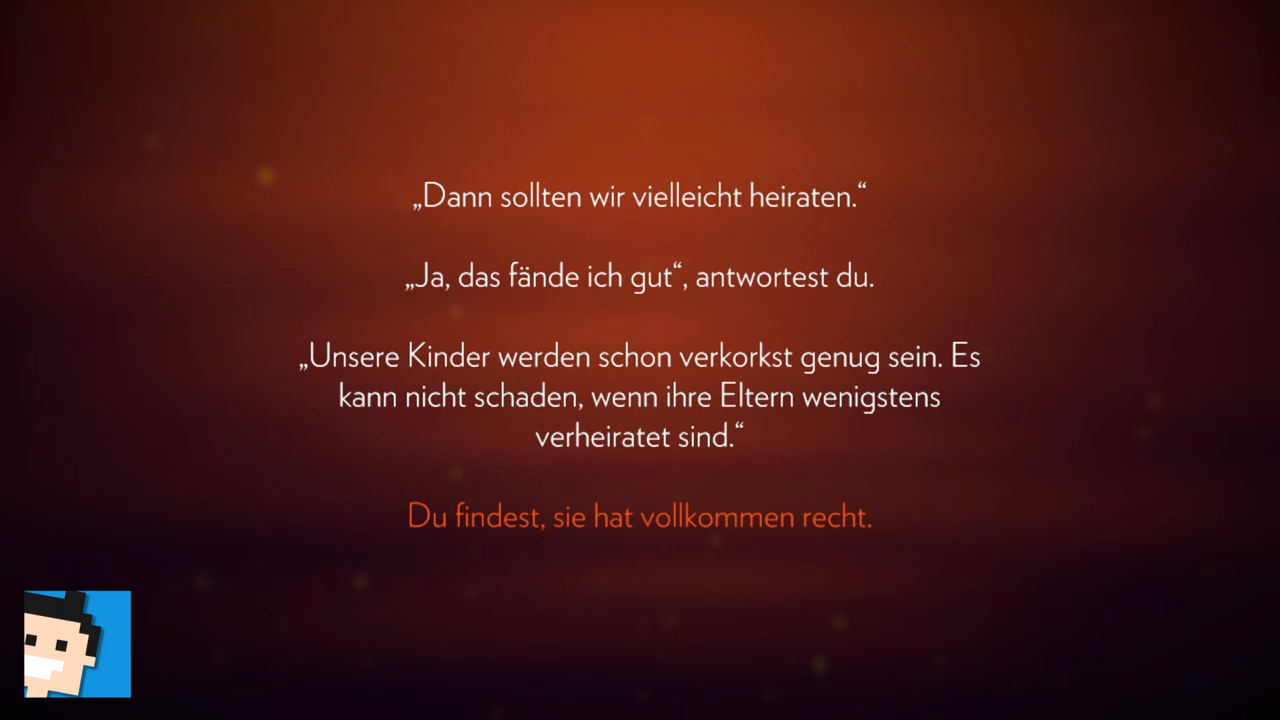 „Dann sollten wir vielleicht heiraten.“
„Ja, das fände ich gut“, antwortest du.
„Unsere Kinder werden schon verkorkst genug sein. Es
kann nicht schaden, wenn ihre Eltern wenigstens
verheiratet sind.“
Du findest, sie hat vollkommen recht.